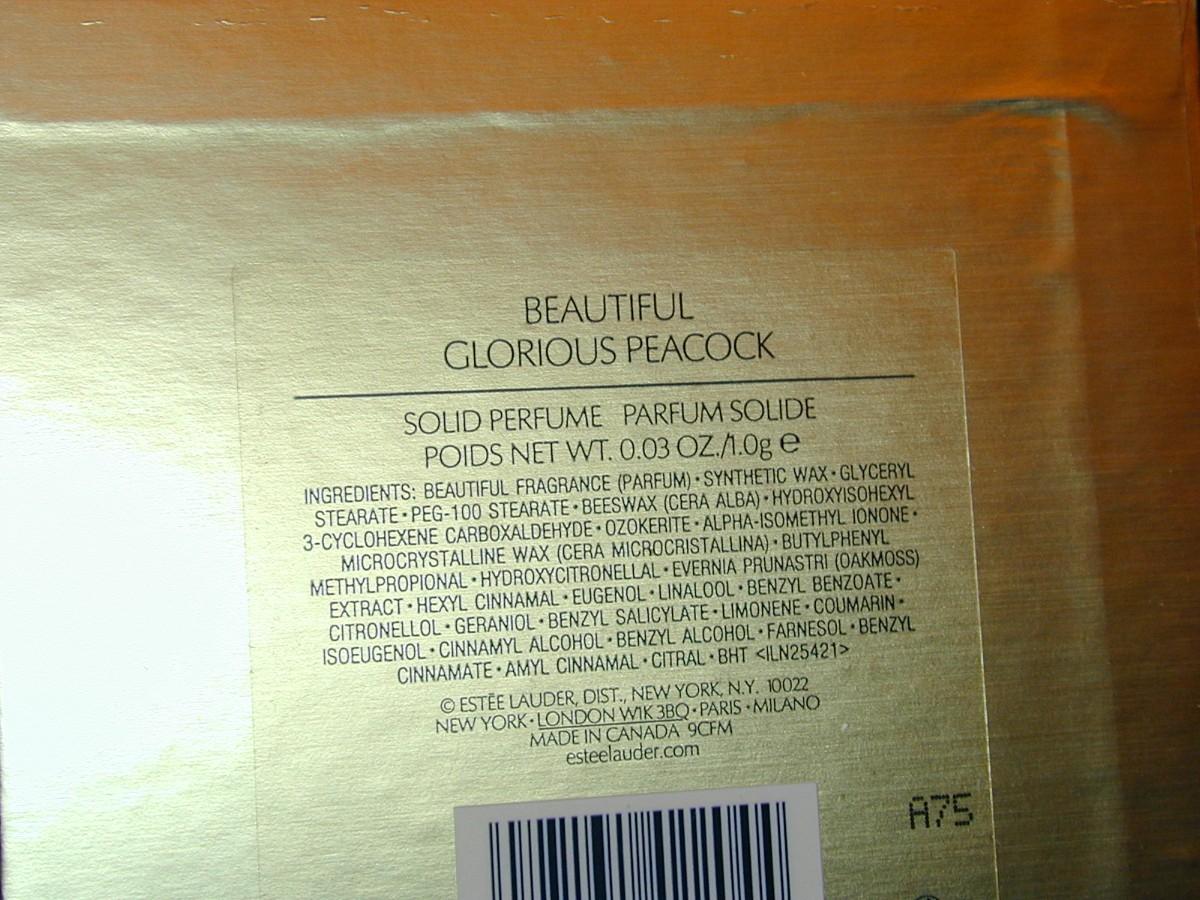 BEAUTIFUL
GLORIOUS PEACOCK
SOLID PERFUME PARFUM SOLIDE
POIDS NET WT. 0.03 OZ./1.0g ℮
INGREDIENTS: BEAUTIFUL FRAGRANCE (PARFUM) • SYNTHETIC WAX • GLYCERYL
STEARATE • PEG-100 STEARATE • BEESWAX (CERA ALBA) • HYDROXYISOHEXYL
3-CYCLOHEXENE CARBOXALDEHYDE • OZOKERITE • ALPHA-ISOMETHYL IONONE •
MICROCRYSTALLINE WAX (CERA MICROCRISTALLINA) • BUTYLPHENYL
METHYLPROPIONAL • HYDROXYCITRONELLAL • EVERNIA PRUNASTRI (OAKMOSS)
EXTRACT • HEXYL CINNAMAL • EUGENOL • LINALOOL • BENZYL BENZOATE •
CITRONELLOL • GERANIOL • BENZYL SALICYLATE • LIMONENE • COUMARIN •
ISOEUGENOL • CINNAMYL ALCOHOL • BENZYL ALCOHOL • FARNESOL • BENZYL
CINNAMATE • AMYL CINNAMAL • CITRAL • BHT <ILN25421>
© ESTĒE LAUDER, DIST., NEW YORK, N.Y. 10022
NEW YORK • LONDON W1K 3BQ • PARIS • MILANO
MADE IN CANADA 9CFM
esteelauder.com
A75